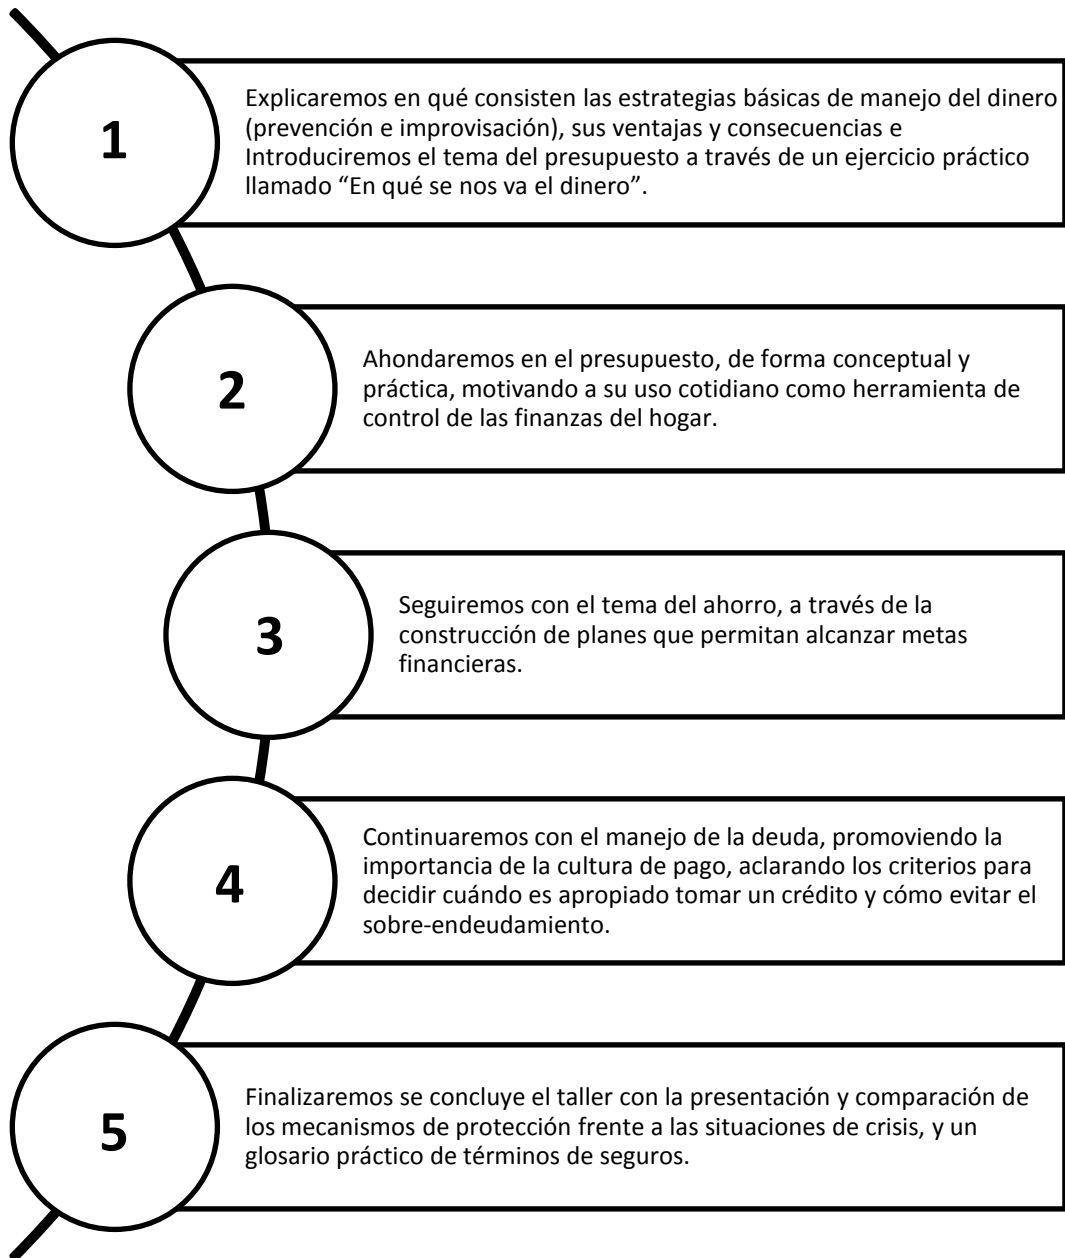 1
Explicaremos en qué consisten las estrategias básicas de manejo del dinero
(prevención e improvisación), sus ventajas y consecuencias e
Introduciremos el tema del presupuesto a través de un ejercicio práctico
llamado “En qué se nos va el dinero”.
2
Ahondaremos en el presupuesto, de forma conceptual y
práctica, motivando a su uso cotidiano como herramienta de
control de las finanzas del hogar.
3
Seguiremos con el tema del ahorro, a través de la
construcción de planes que permitan alcanzar metas
financieras.
4
Continuaremos con el manejo de la deuda, promoviendo la
importancia de la cultura de pago, aclarando los criterios para
decidir cuándo es apropiado tomar un crédito y cómo evitar el
sobre-endeudamiento.
5
Finalizaremos se concluye el taller con la presentación y comparación de
los mecanismos de protección frente a las situaciones de crisis, y un
glosario práctico de términos de seguros.